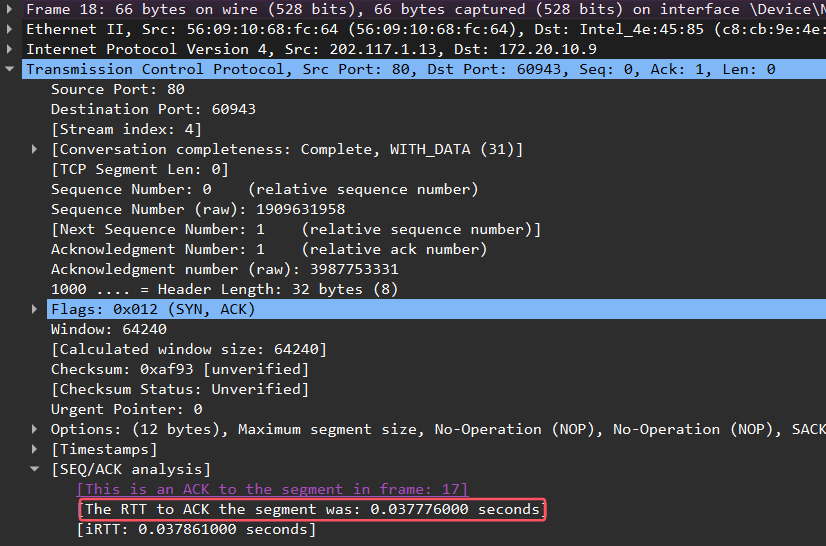 Frame 18: 66 bytes on wire (528 bits), 66 bytes captured (528 bits) on interface \Device\N
Ethernet II, Src: 56:09:10:68:fc:64 (56:09:10:68:fc:64), Dst: Intel_4e:45:85 (c8:cb:9e:4e:
Internet Protocol Version 4, Src: 202.117.1.13, Dst: 172.20.10.9
Transmission Control Protocol, Src Port: 80, Dst Port: 60943, Seq: 0, Ack: 1, Len: 0
Source Port: 80
Destination Port: 60943
[Stream index: 4]
[Conversation completeness: Complete, WITH_DATA (31)]
[TCP Segment Len: 0]
Sequence Number: 0    (relative sequence number)
Sequence Number (raw): 1909631958
[Next Sequence Number: 1    (relative sequence number)]
Acknowledgment Number: 1    (relative ack number)
Acknowledgment number (raw): 3987753331
1000 .... = Header Length: 32 bytes (8)
Flags: 0x012 (SYN, ACK)
Window: 64240
[Calculated window size: 64240]
Checksum: 0xaf93 [unverified]
[Checksum Status: Unverified]
Urgent Pointer: 0
Options: (12 bytes), Maximum segment size, No-Operation (NOP), No-Operation (NOP), SACK
[Timestamps]
[SEQ/ACK analysis]
[This is an ACK to the segment in frame: 17]
[The RTT to ACK the segment was: 0.037776000 seconds]
[iRTT: 0.037861000 seconds]